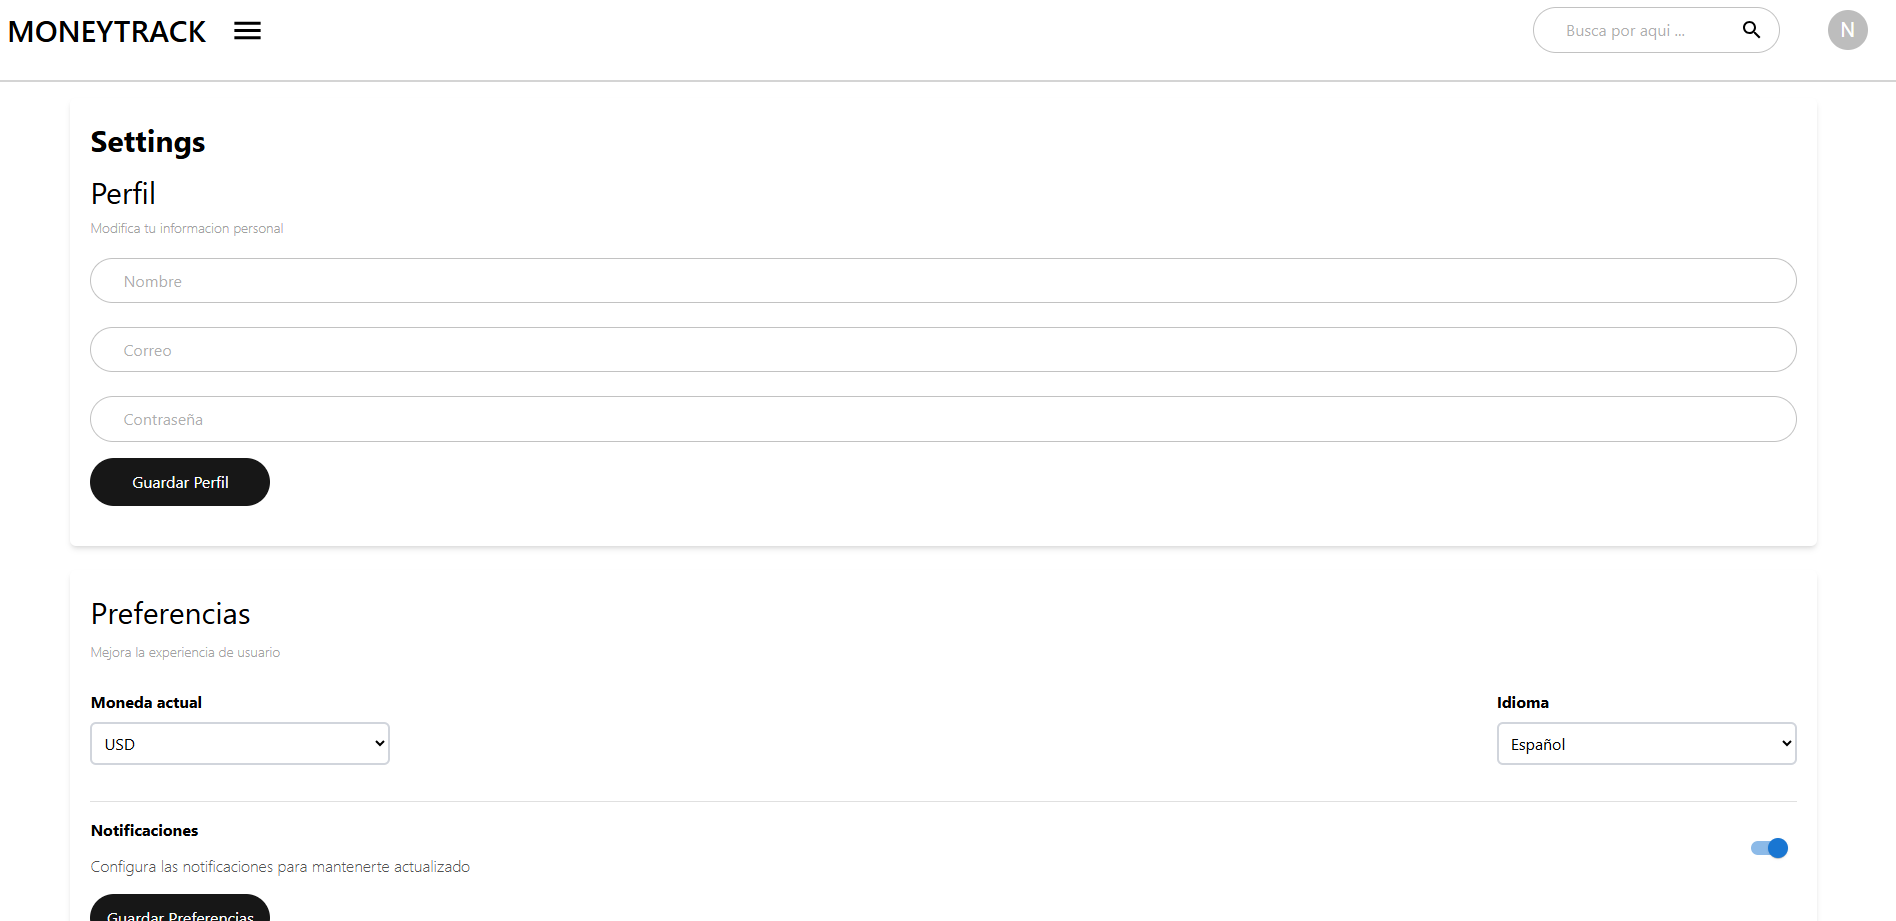 MONEYTRACK
Busca por aqui ...
N
Settings
Perfil
Modifica tu informacion personal
Nombre
Correo
Contraseña
Guardar Perfil
Preferencias
Mejora la experiencia de usuario
Moneda actual
Idioma
USD
Español
Notificaciones
Configura las notificaciones para mantenerte actualizado
Guardar Preferencias